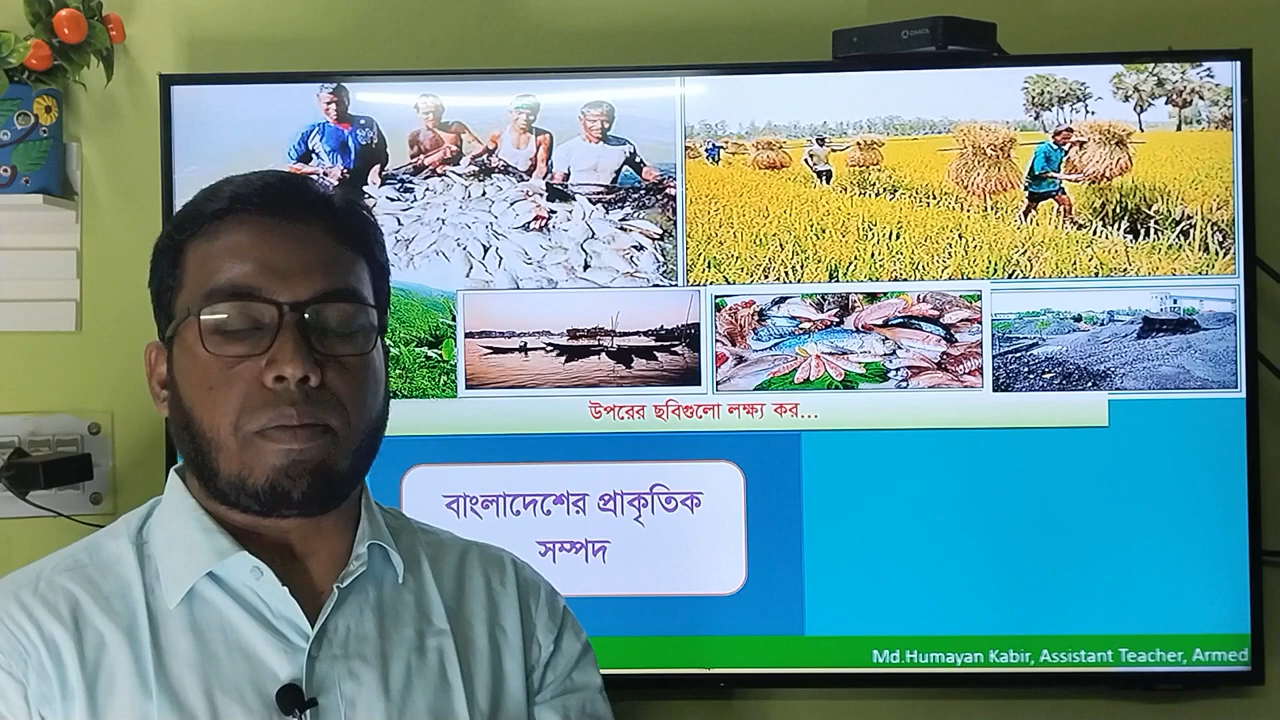 উপরের ছবিগুলো লক্ষ্য কর...
বাংলাদেশের প্রাকৃতিক
সম্পদ
Md.Humayan Kabir, Assistant Teacher, Armed